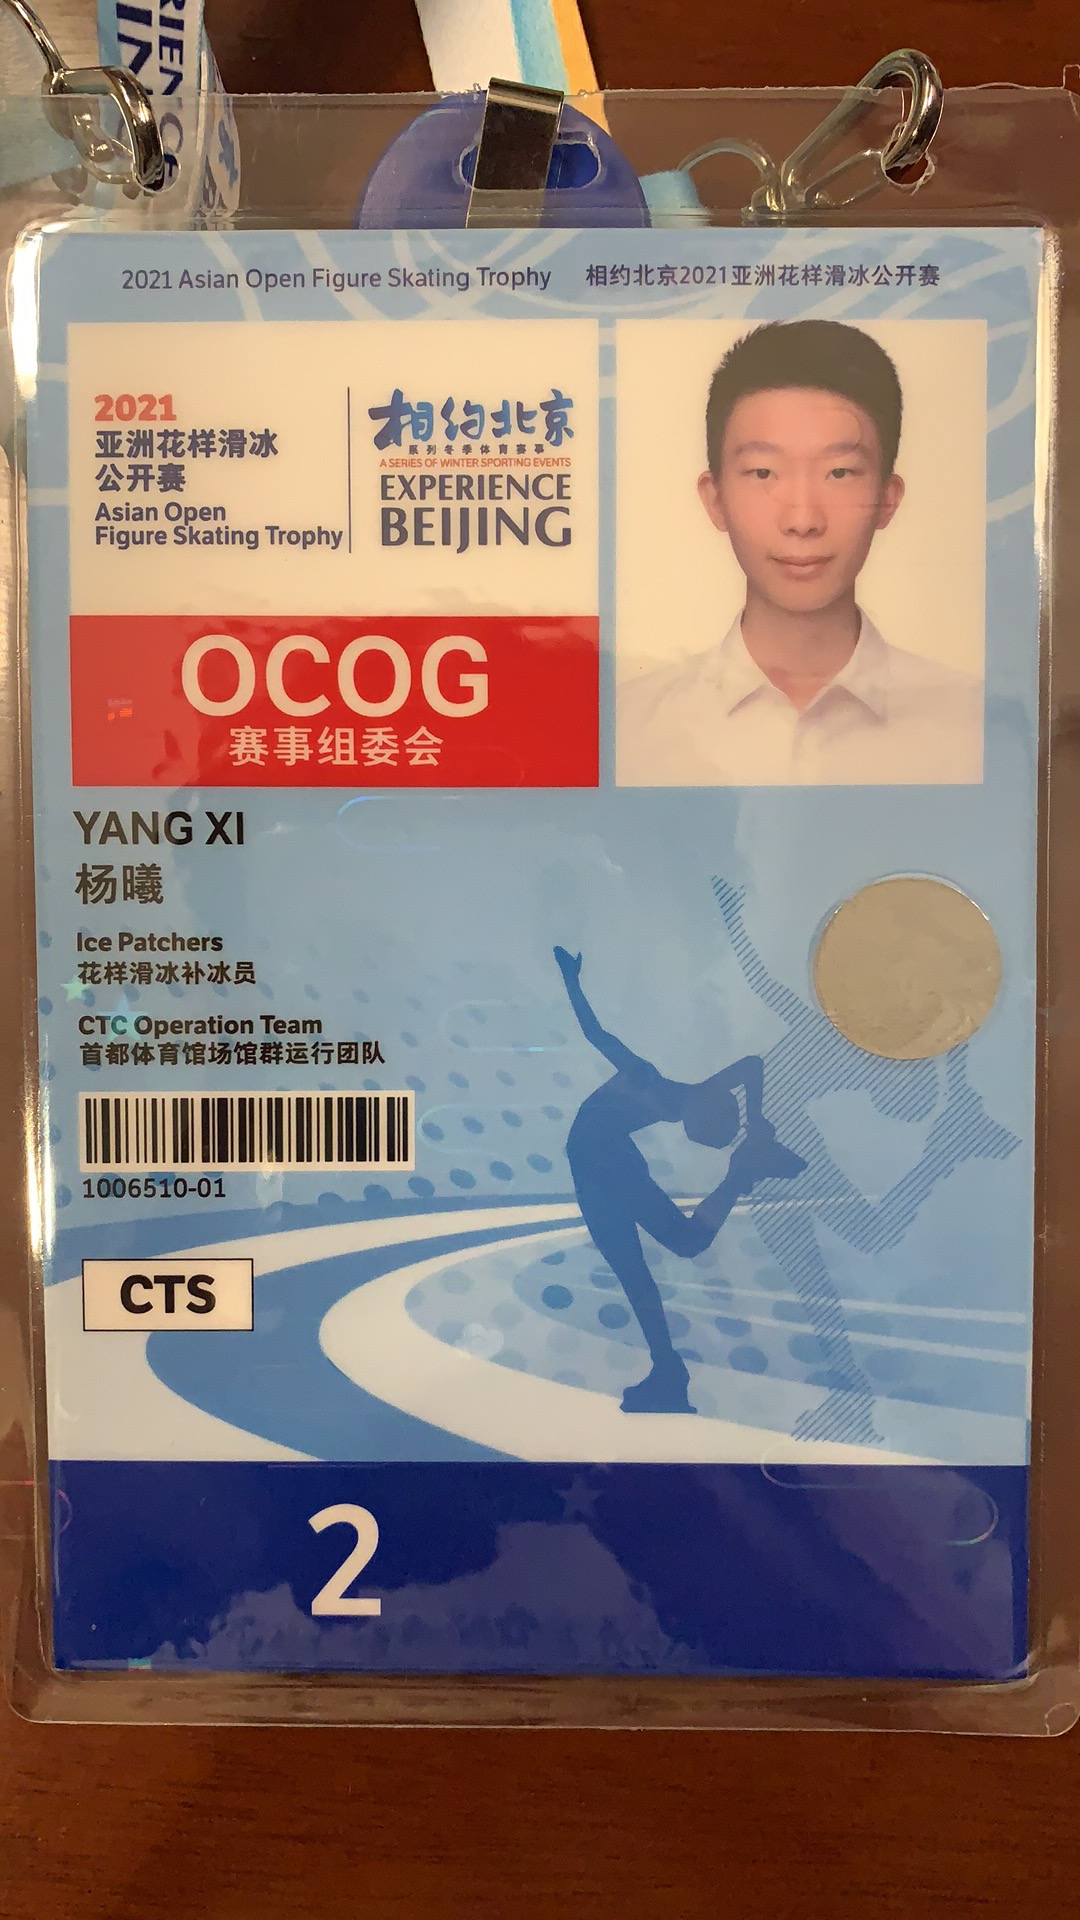 RIENCE
IN
2021 Asian Open Figure Skating Trophy 相约北京2021亚洲花样滑冰公开赛
2021
亚洲花样滑冰
公开赛
Asian Open
Figure Skating Trophy
相约北京
系列冬季体育赛事
A SERIES OF WINTER SPORTING EVENTS
EXPERIENCE
BEIJING
OCOG
赛事组委会
YANG XI
杨曦
Ice Patchers
花样滑冰补冰员
CTC Operation Team
首都体育馆场馆群运行团队
1006510-01
CTS
2